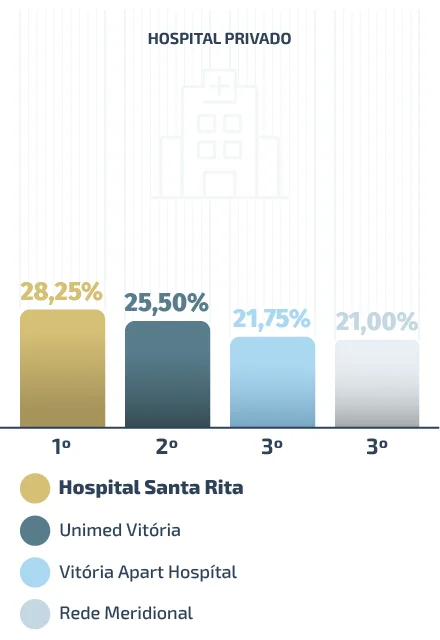 HOSPITAL PRIVADO
28,25%
25,50%
21,75%
21,00%
1º
2º
3º
3º
Hospital Santa Rita
Unimed Vitória
Vitória Apart Hospítal
Rede Meridional